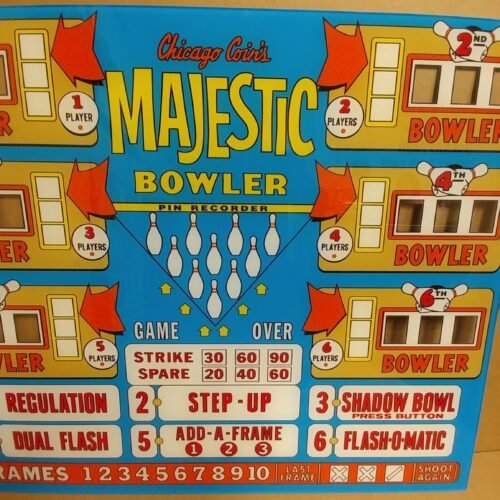 Chicago Coin's
MAJESTIC
BOWLER
PIN RECORDER
1
PLAYER
2
PLAYERS
2ND
BOWLER
3
PLAYERS
4
PLAYERS
4TH
BOWLER
5
PLAYERS
6
PLAYERS
6TH
BOWLER
GAME OVER
STRIKE 30 60 90
SPARE 20 40 60
REGULATION
2 STEP-UP
3 SHADOW BOWL
PRESS BUTTON
DUAL FLASH
5 ADD-A-FRAME
1 2 3
6 FLASH-O-MATIC
FRAMES 1 2 3 4 5 6 7 8 9 10
LAST FRAME
SHOOT AGAIN